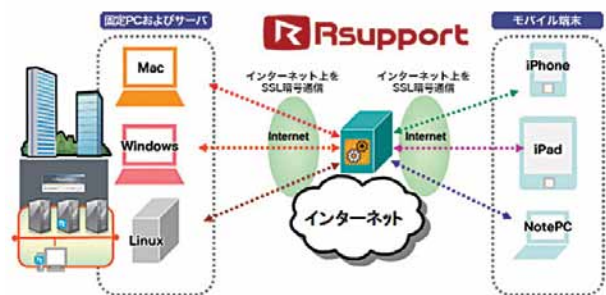 固定PCおよびサーバ
Rsupport
モバイル端末
Mac
インターネット上を
SSL暗号通信
インターネット上を
SSL暗号通信
iPhone
Windows
Internet
Internet
iPad
インターネット
Linux
NotePC